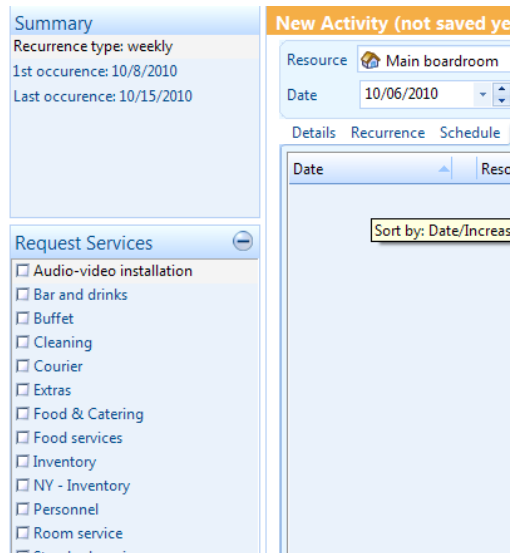 Summary
Recurrence type: weekly
1st occurence: 10/8/2010
Last occurence: 10/15/2010
Request Services
Audio-video installation
Bar and drinks
Buffet
Cleaning
Courier
Extras
Food & Catering
Food services
Inventory
NY - Inventory
Personnel
Room service
New Activity (not saved ye
Resource Main boardroom
Date 10/06/2010
Details Recurrence Schedule
Date Reso
Sort by: Date/Increas